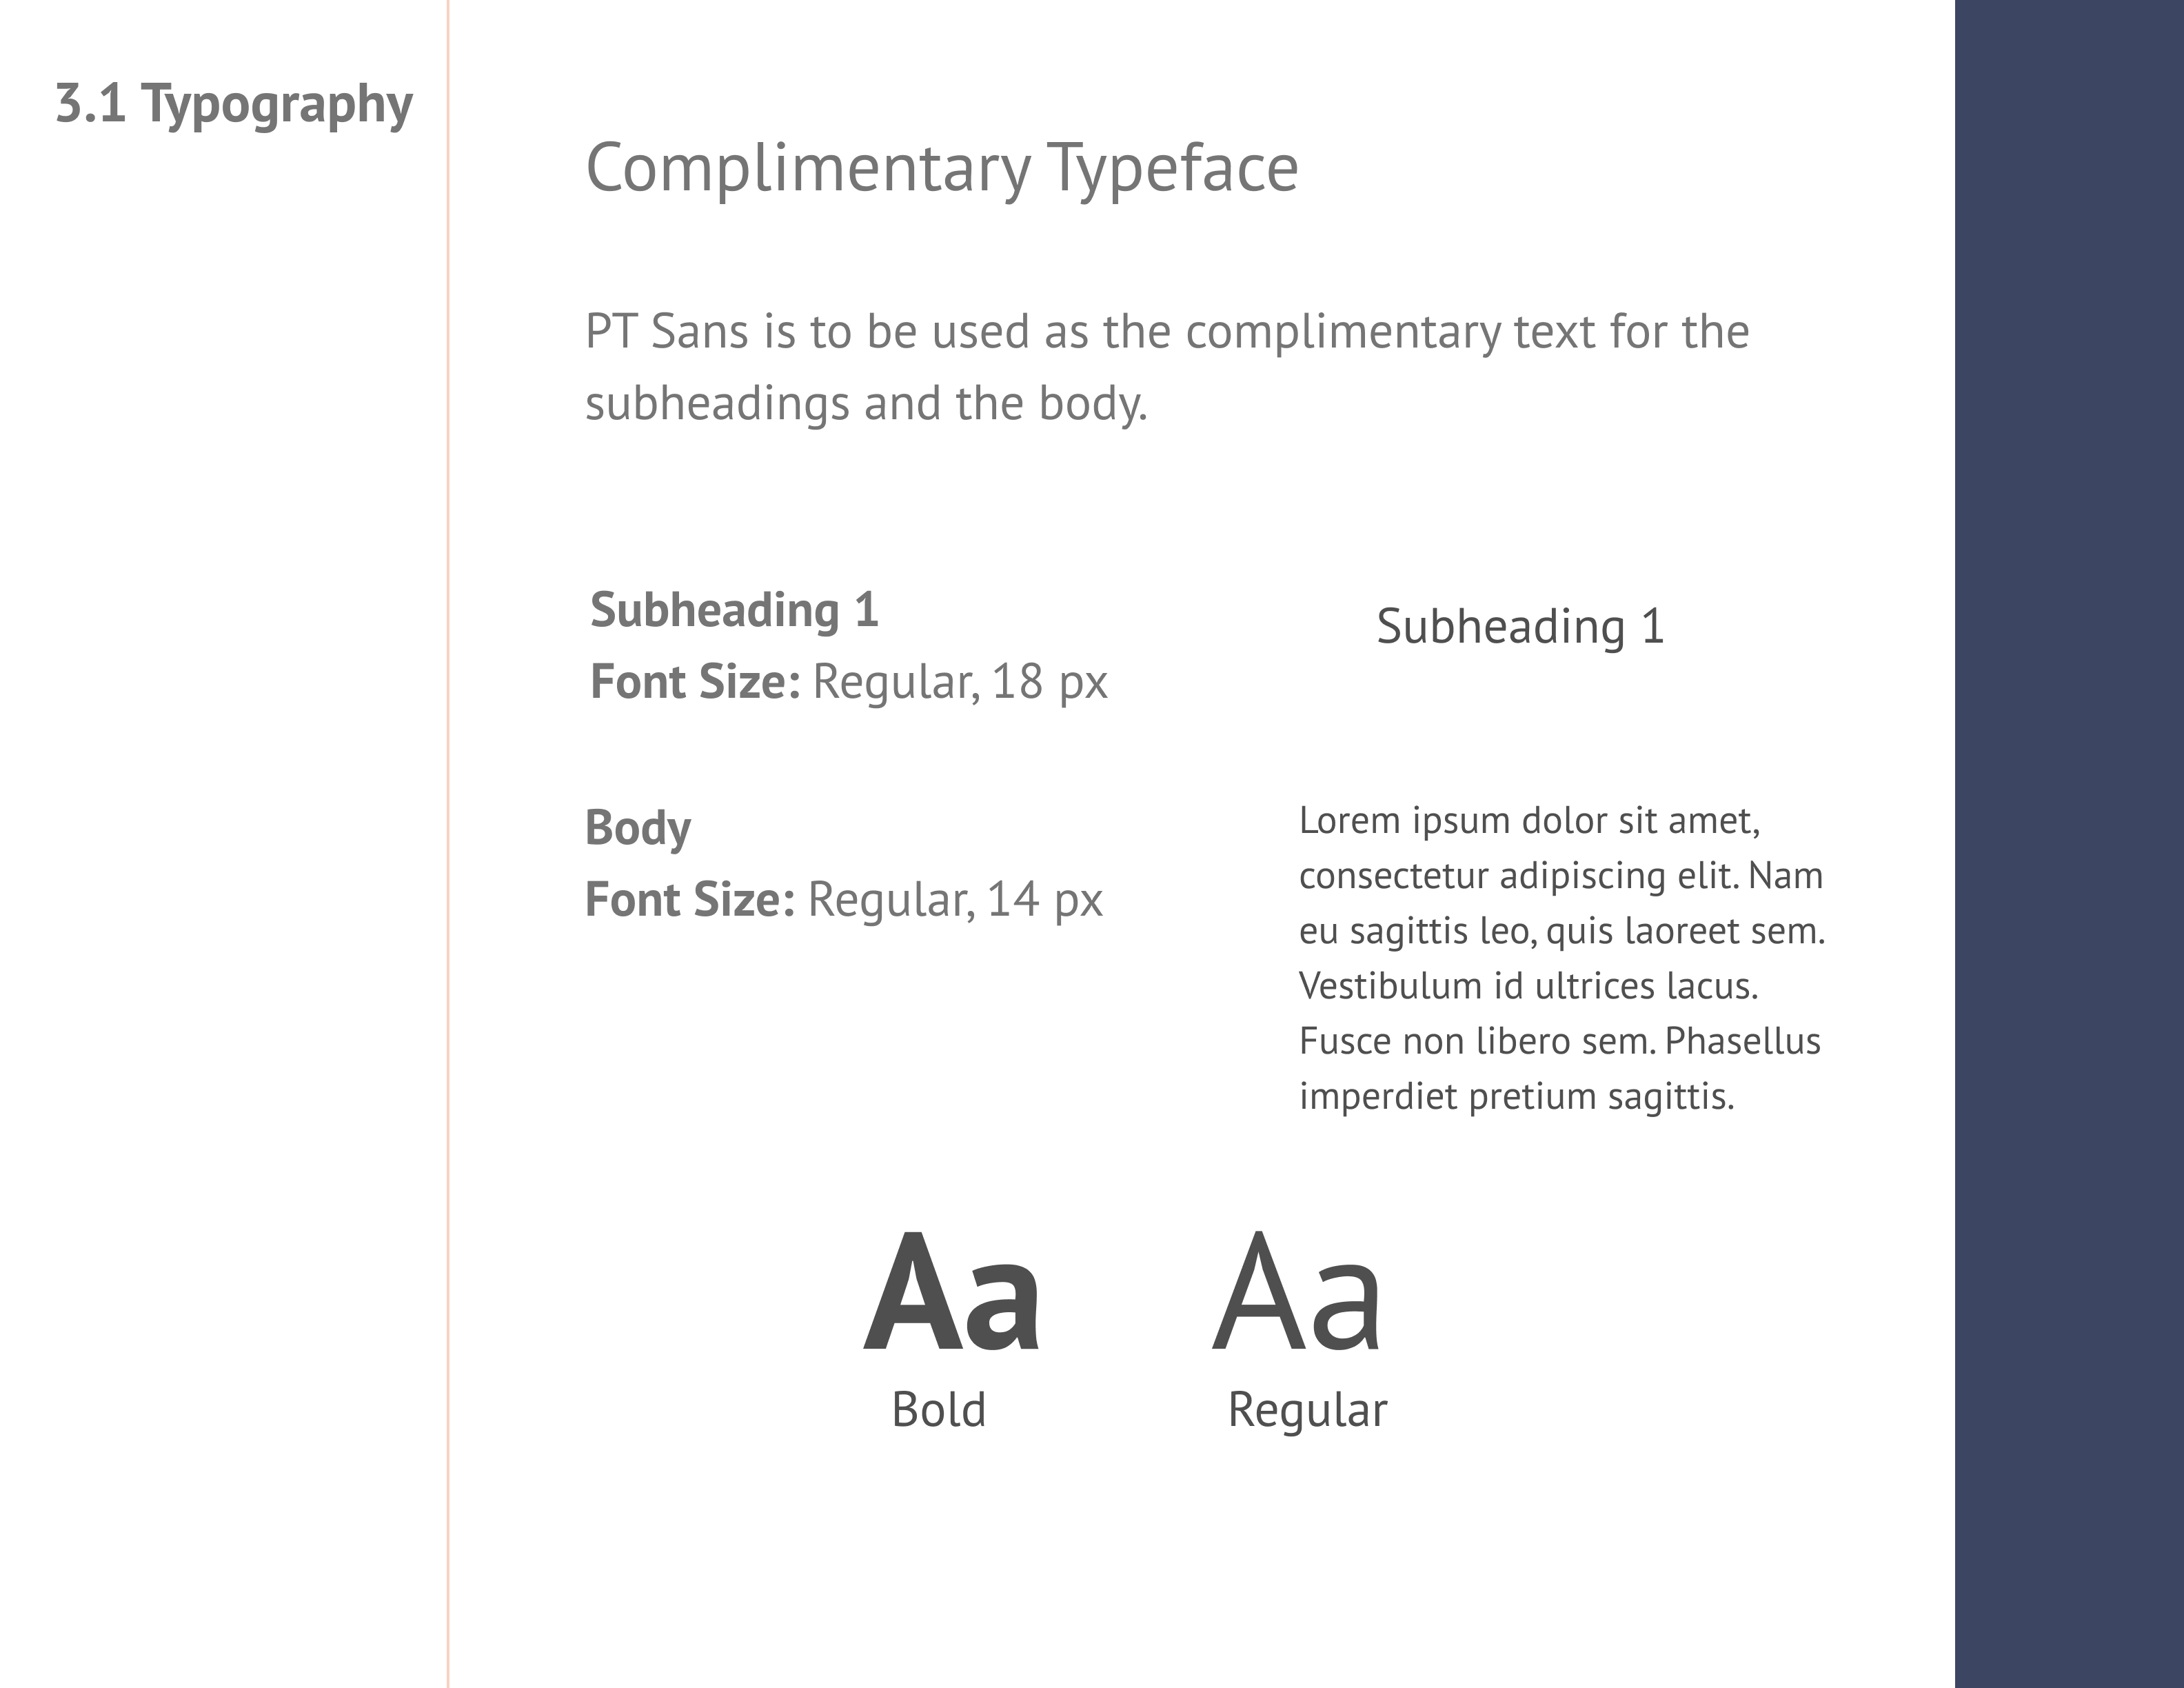 3.1 Typography
Complimentary Typeface
PT Sans is to be used as the complimentary text for the
subheadings and the body.
Subheading 1
Font Size: Regular, 18 px
Subheading 1
Body
Font Size: Regular, 14 px
Lorem ipsum dolor sit amet,
consectetur adipiscing elit. Nam
eu sagittis leo, quis laoreet sem.
Vestibulum id ultrices lacus.
Fusce non libero sem. Phasellus
imperdiet pretium sagittis.
Aa
Bold
Aa
Regular